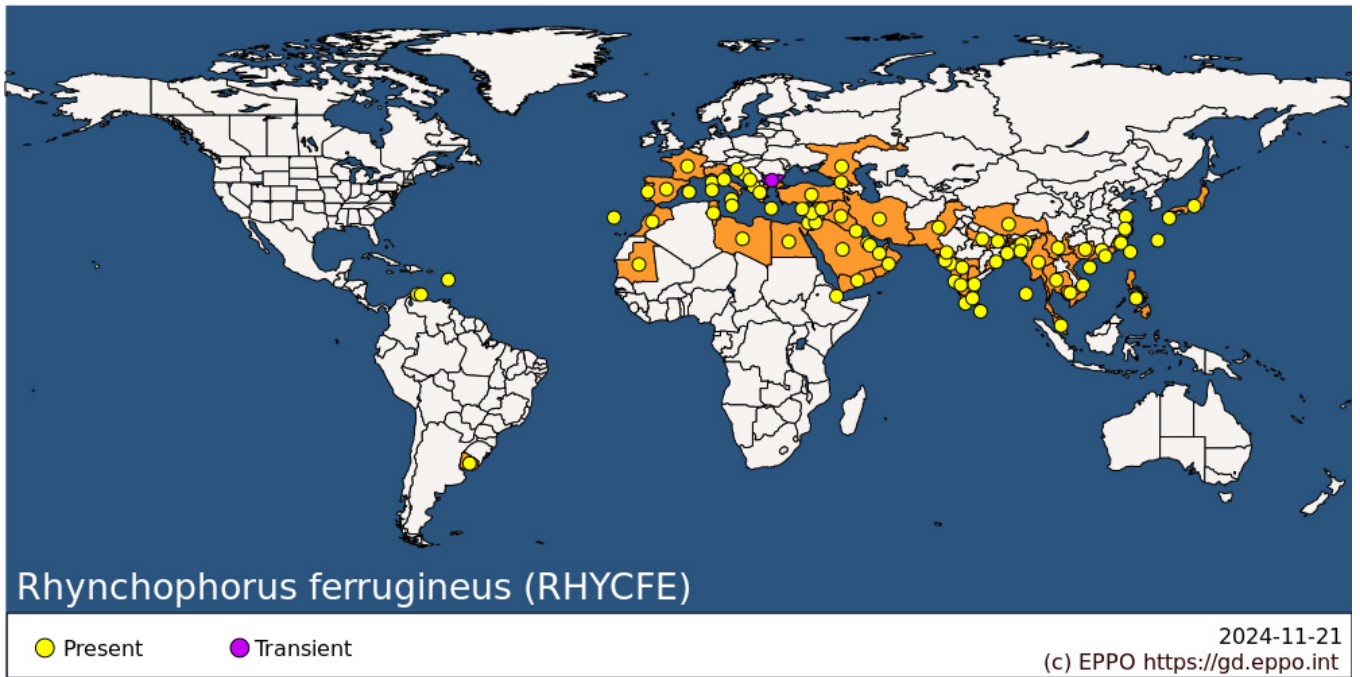 Rhynchophorus ferrugineus (RHYCFE)
Present
Transient
2024-11-21
(c) EPPO https://gd.eppo.int